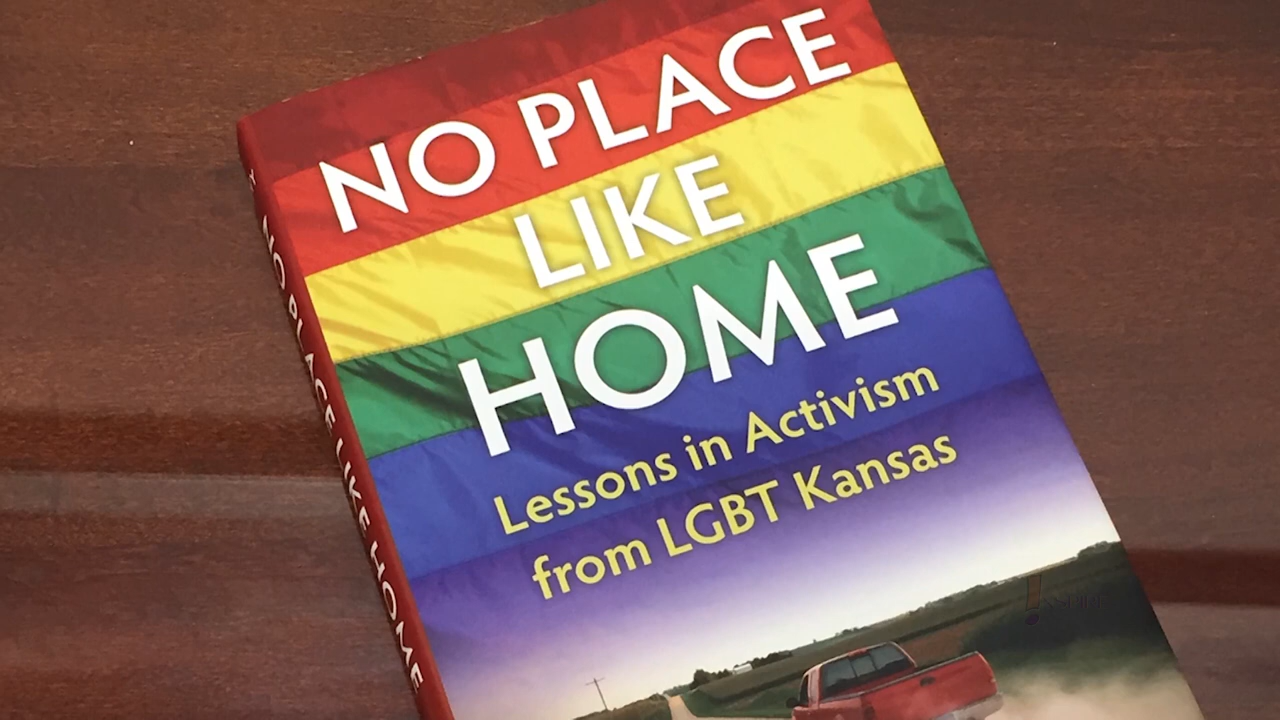 NO PLACE
LIKE
HOME
Lessons in Activism
from LGBT Kansas
NO PLACE LIKE HOME